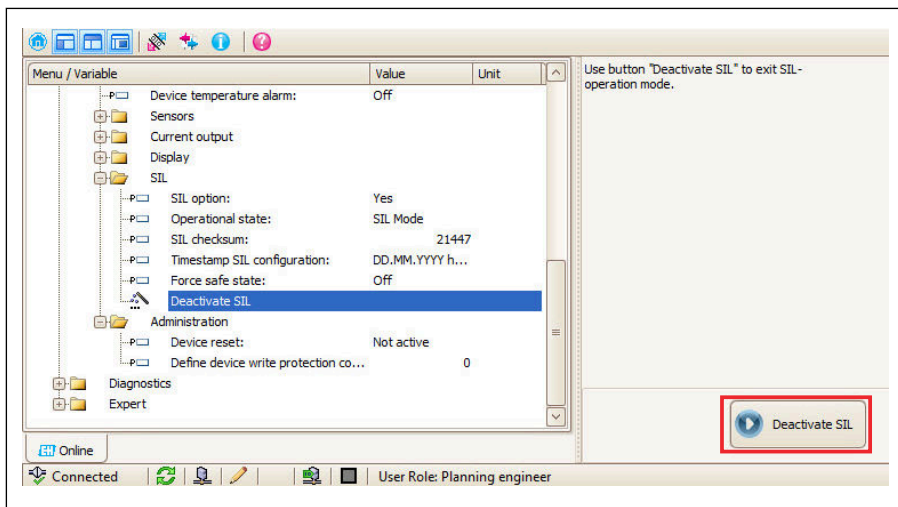 Menu / Variable Value Unit
Device temperature alarm: Off
Sensors
Current output
Display
SIL
SIL option: Yes
Operational state: SIL Mode
SIL checksum: 21447
Timestamp SIL configuration: DD.MM.YYYY h...
Force safe state: Off
Deactivate SIL
Administration
Device reset: Not active
Define device write protection co... 0
Diagnostics
Expert
Use button "Deactivate SIL" to exit SIL-
operation mode.
Deactivate SIL
Online
Connected User Role: Planning engineer